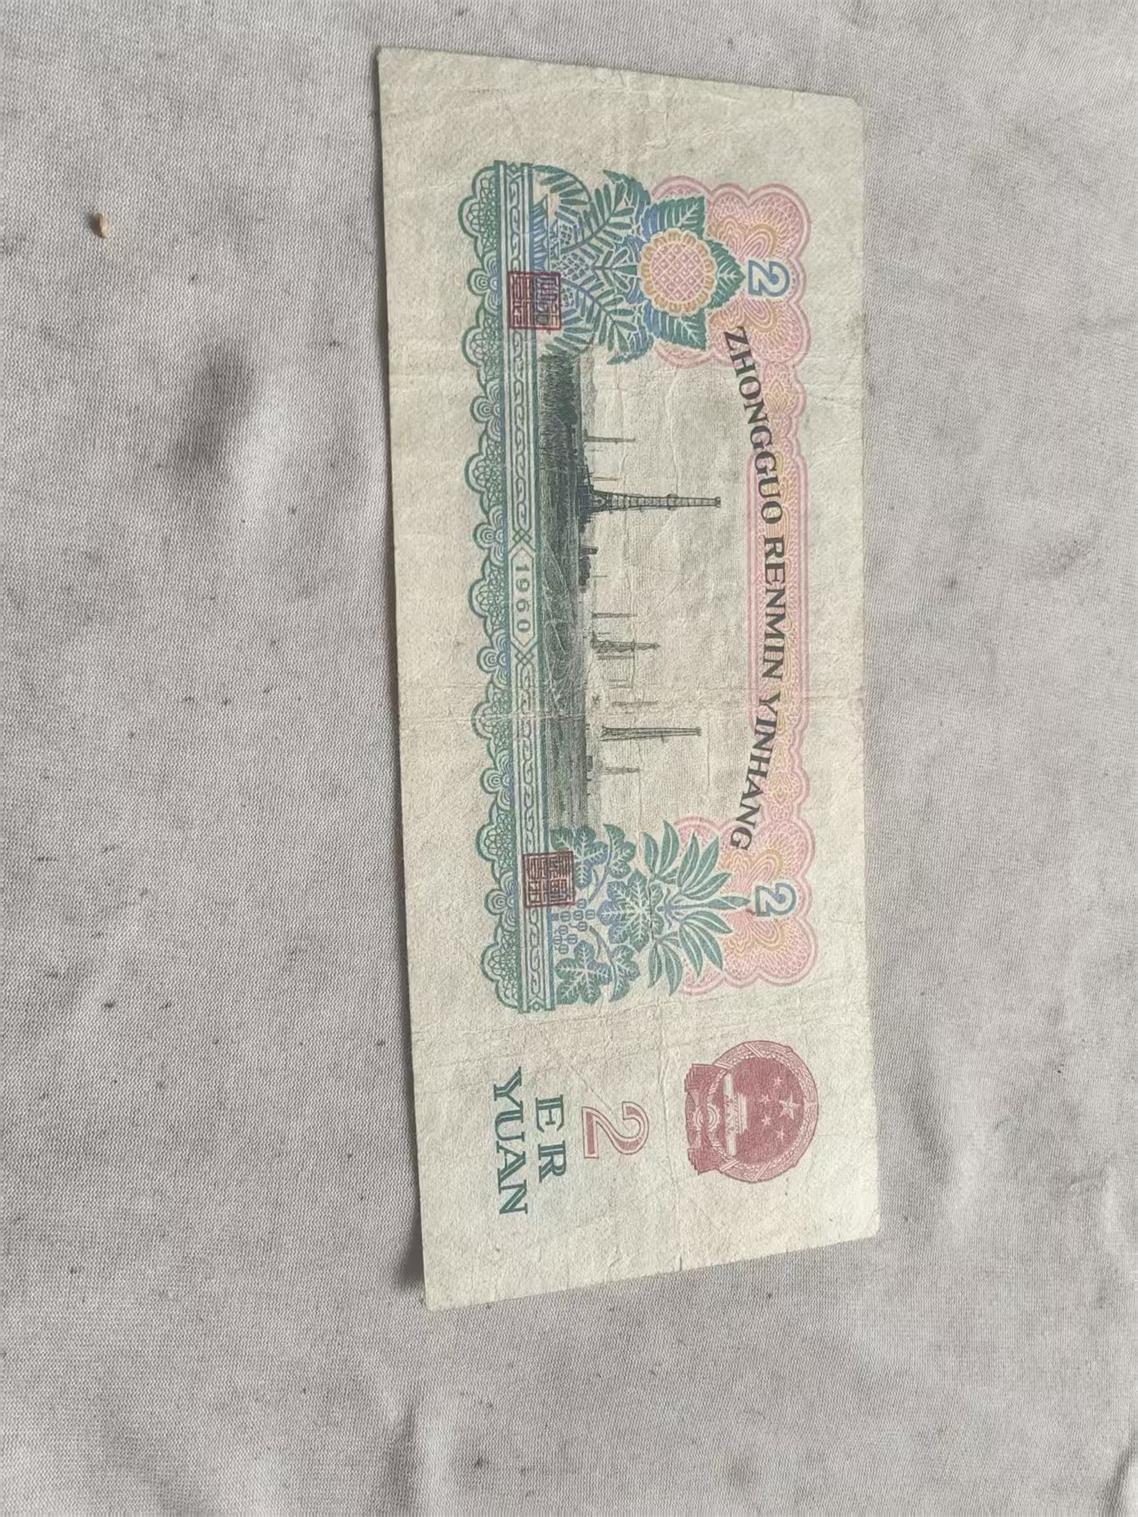 ZHONGGUO RENMIN YINHANG
2
2
1960
2
ER
YUAN